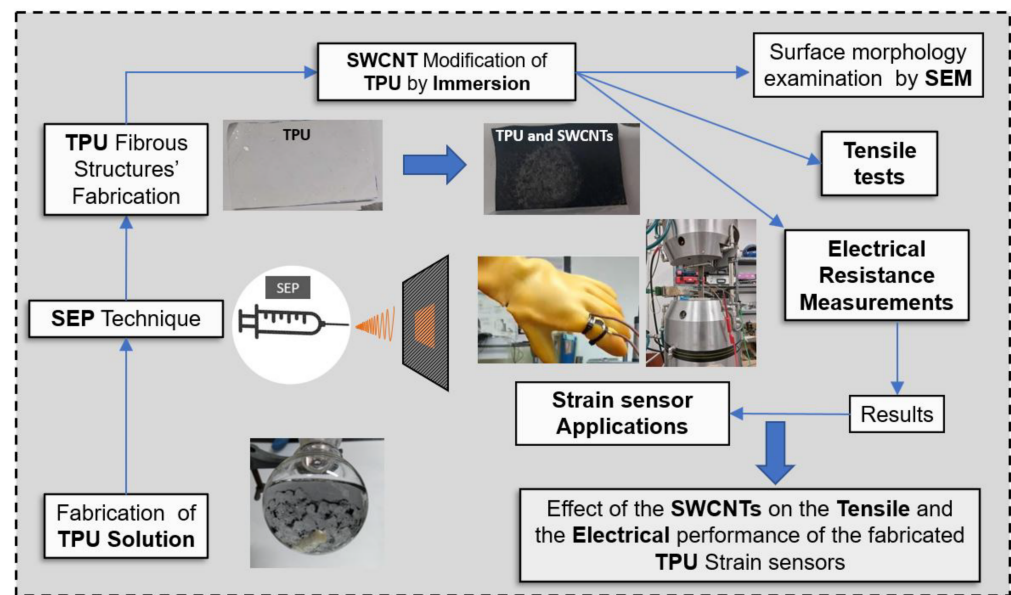 SWCNT Modification of
TPU by Immersion
Surface morphology
examination by SEM
TPU Fibrous
Structures’
Fabrication
TPU
TPU and SWCNTs
Tensile
tests
Electrical
Resistance
Measurements
SEP Technique
SEP
Strain sensor
Applications
Results
Fabrication of
TPU Solution
Effect of the SWCNTs on the Tensile and
the Electrical performance of the fabricated
TPU Strain sensors